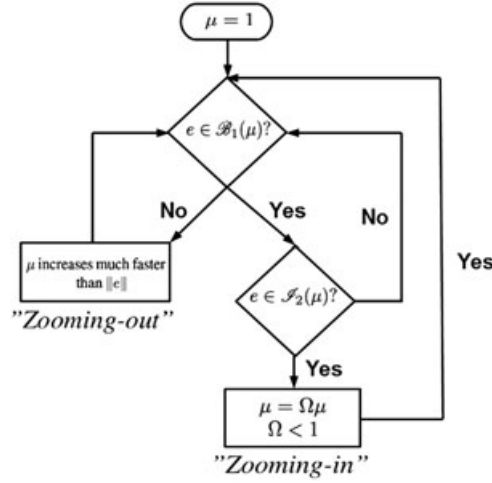 μ = 1
e ∈ ℬ₁(μ)?
No
Yes
No
Yes
μ increases much faster
than ‖e‖
"Zooming-out"
e ∈ ℐ₂(μ)?
Yes
μ = Ωμ
Ω < 1
"Zooming-in"